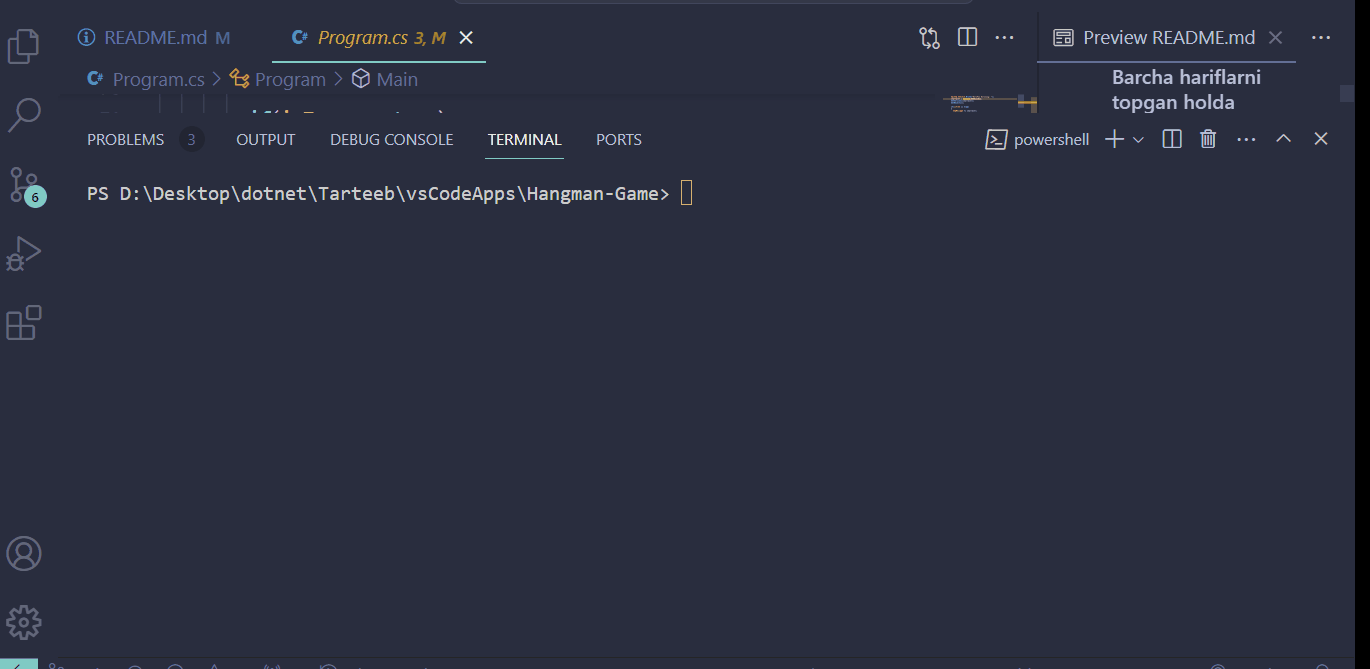 README.md M
C# Program.cs 3, M
Preview README.md
C# Program.cs > Program > Main
Barcha hariflarni
topgan holda
PROBLEMS 3 OUTPUT DEBUG CONSOLE TERMINAL PORTS
powershell
6
PS D:\Desktop\dotnet\Tarteeb\vsCodeApps\Hangman-Game>